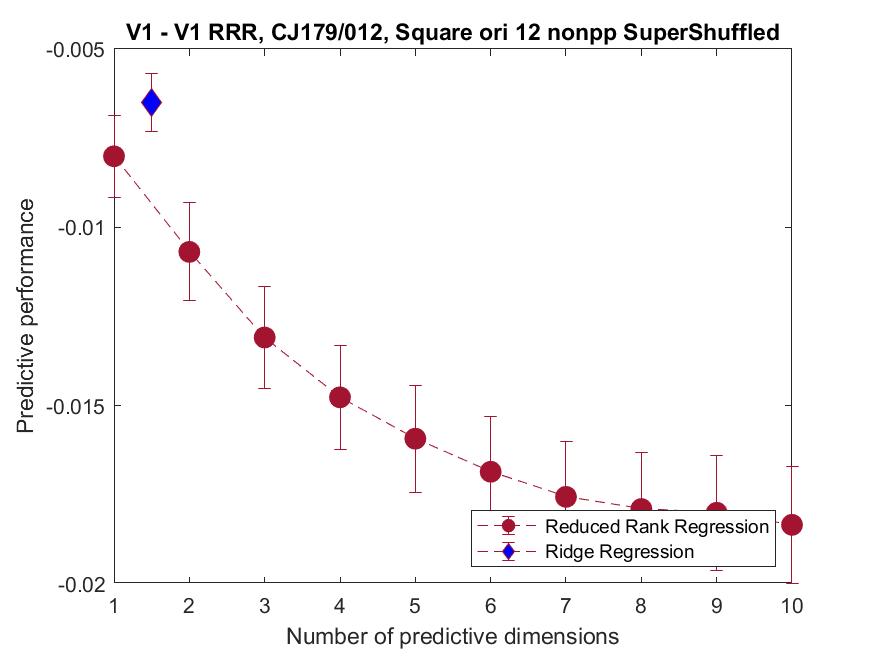 V1 - V1 RRR, CJ179/012, Square ori 12 nonpp SuperShuffled
-0.005
-0.01
-0.015
-0.02
Predictive performance
Reduced Rank Regression
Ridge Regression
1 2 3 4 5 6 7 8 9 10
Number of predictive dimensions